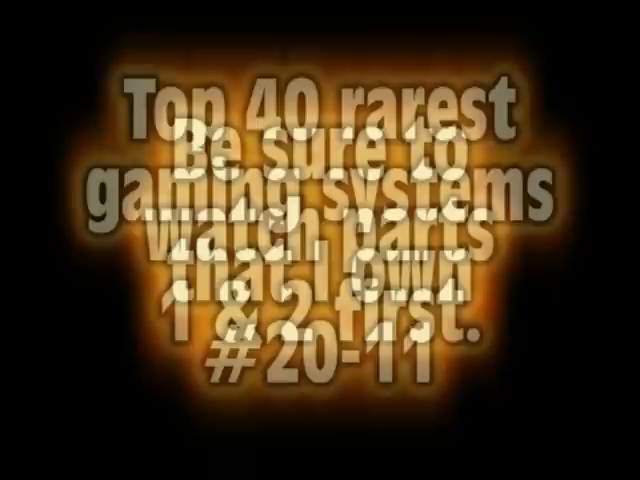 Top 40 rarest
gaming systems
that I own
#20-11
Be sure to
watch parts
1 & 2 first.